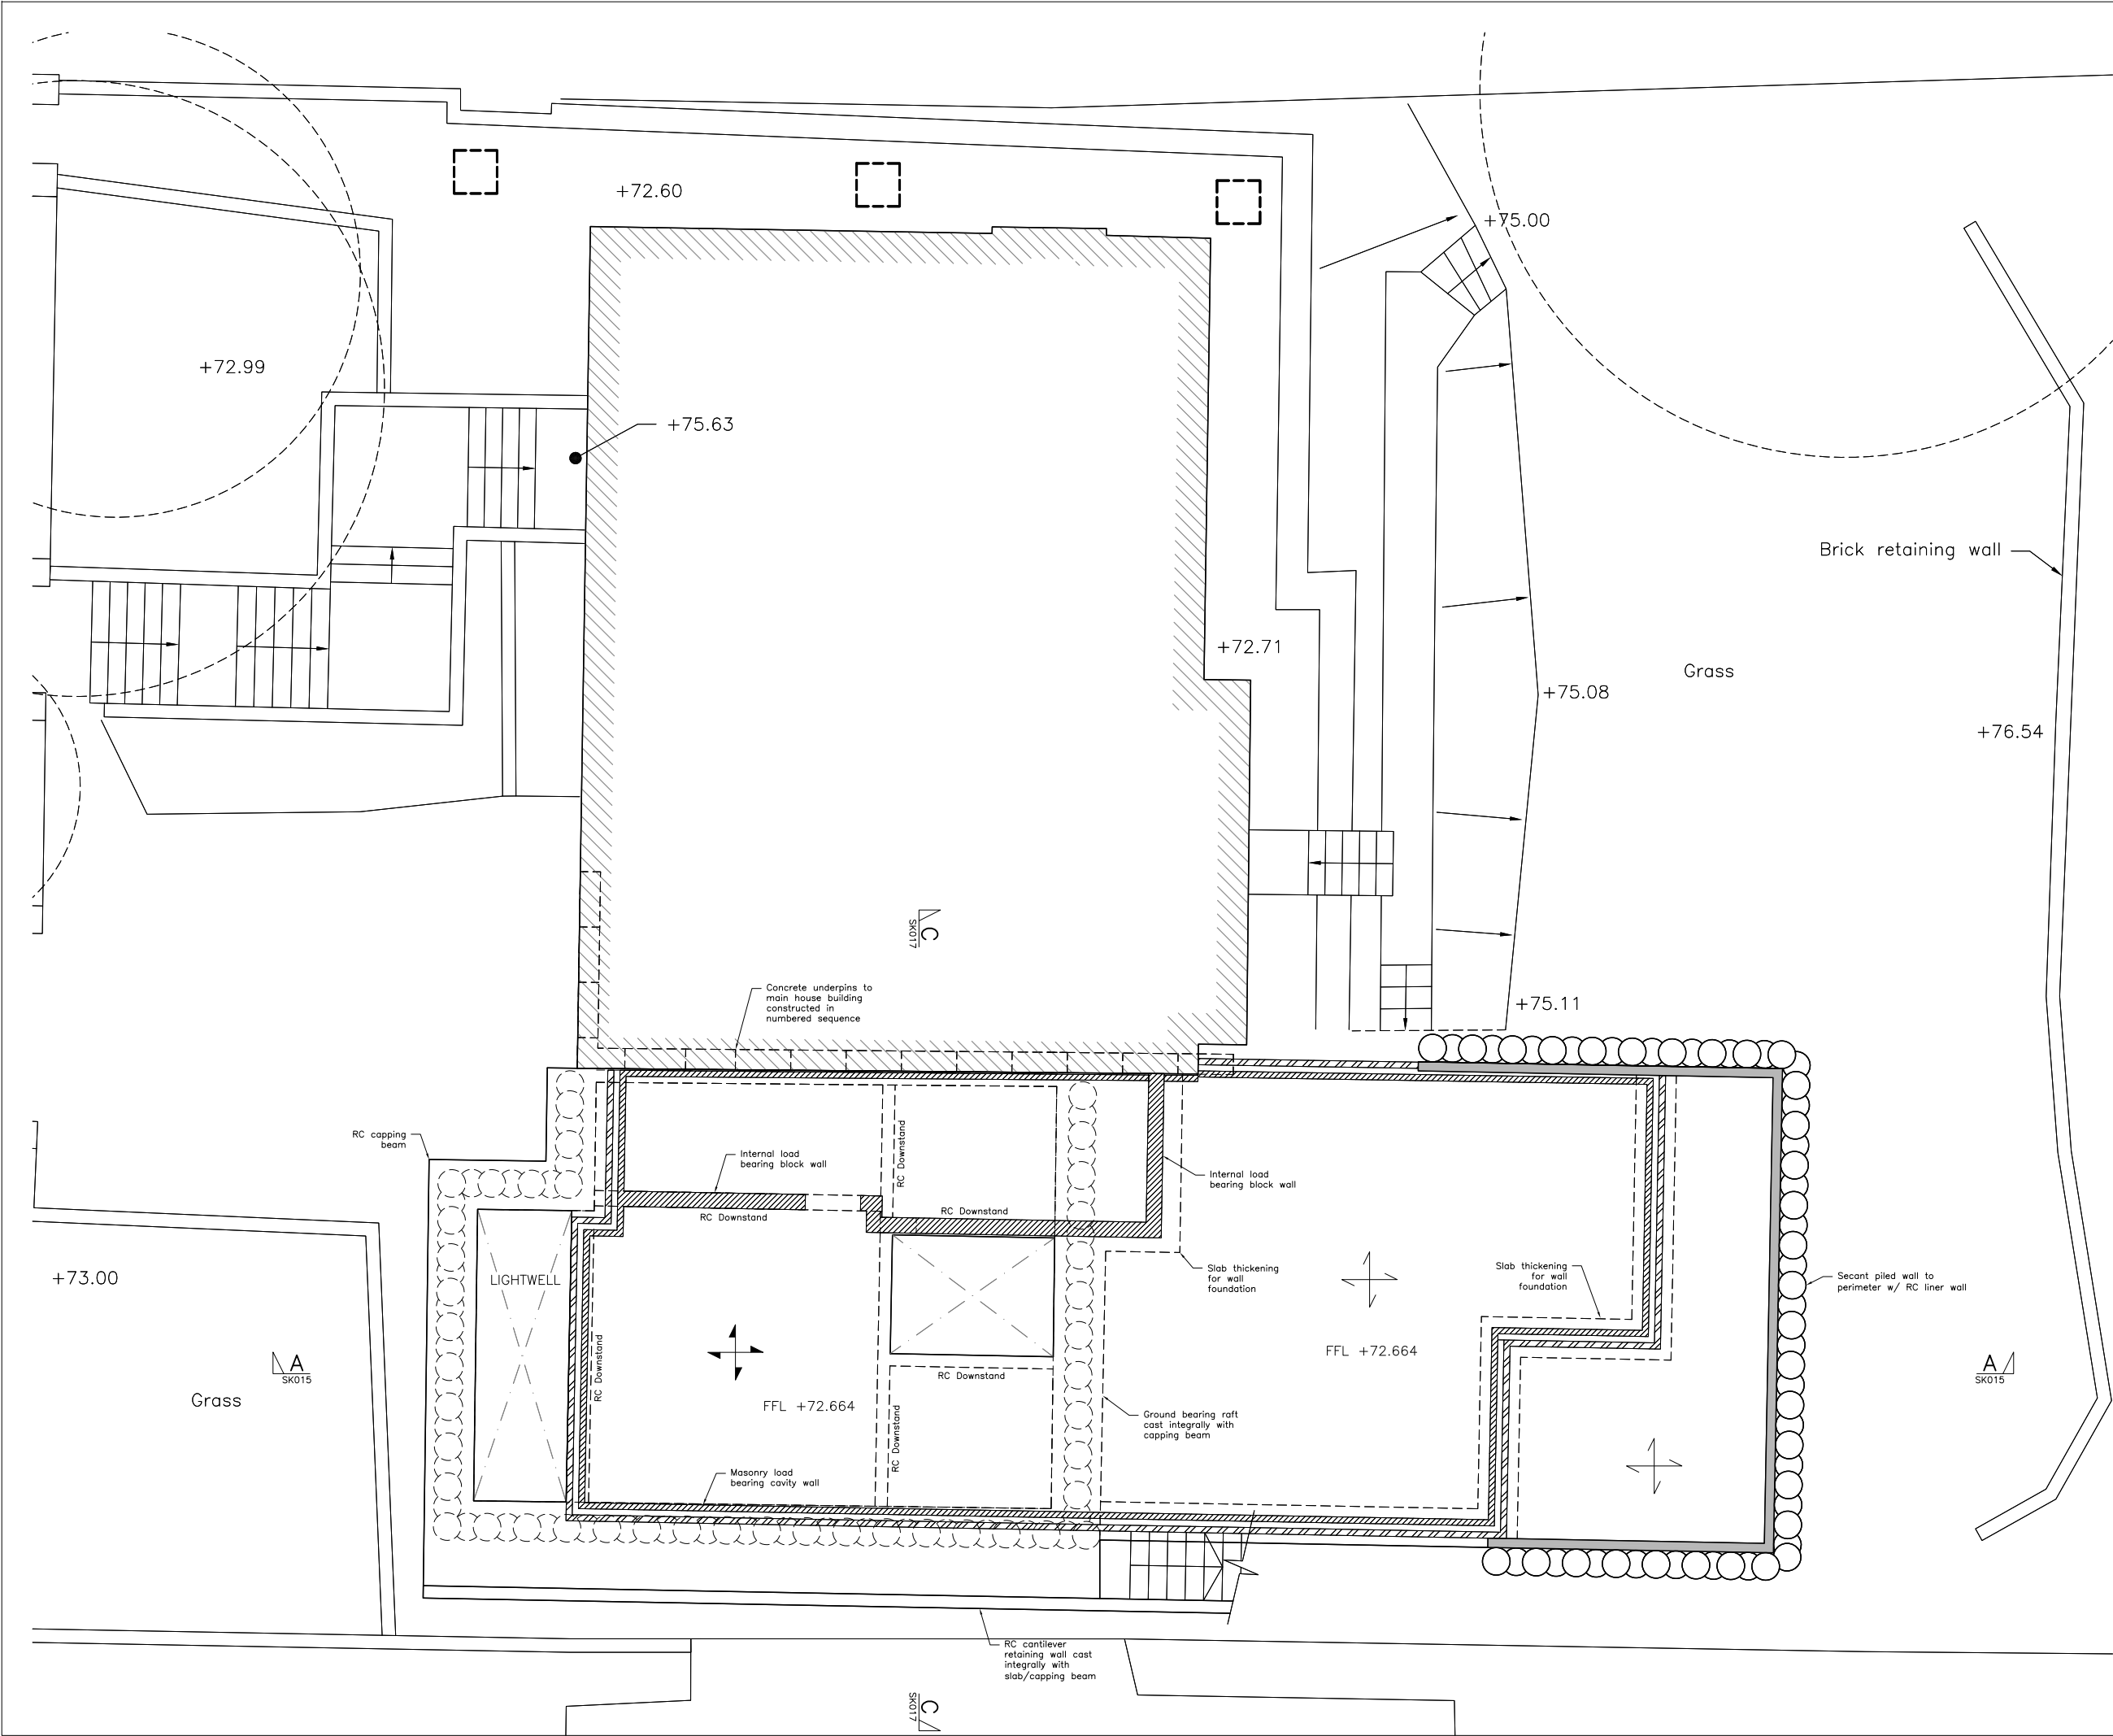 +72.60
+75.00
+72.99
+75.63
Brick retaining wall
+72.71
Grass
+75.08
+76.54
C
SK017
Concrete underpins to
main house building
constructed in
numbered sequence
+75.11
RC capping
beam
Internal load
bearing block wall
RC Downstand
Internal load
bearing block wall
RC Downstand
RC Downstand
+73.00
LIGHTWELL
Slab thickening
for wall
foundation
Slab thickening
for wall
foundation
Secant piled wall to
perimeter w/ RC liner wall
A
SK015
RC Downstand
FFL +72.664
A
SK015
Grass
RC Downstand
FFL +72.664
RC Downstand
Ground bearing raft
cast integrally with
capping beam
Masonry load
bearing cavity wall
RC cantilever
retaining wall cast
integrally with
slab/capping beam
C
SK017